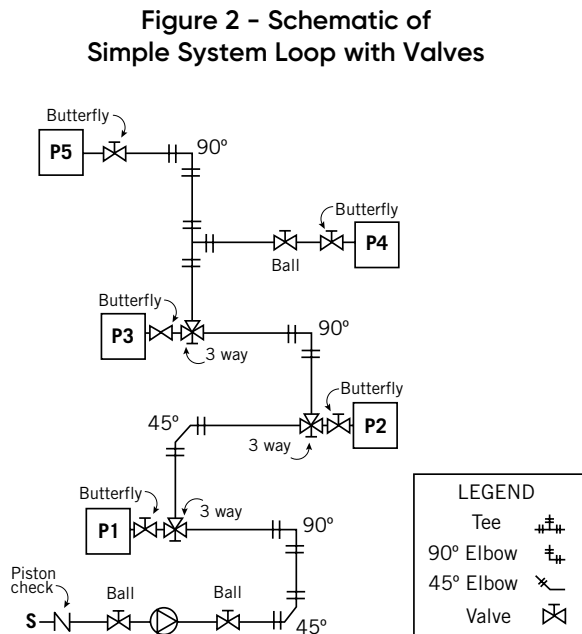 Figure 2 - Schematic of
Simple System Loop with Valves
Butterfly
P5
90º
Butterfly
P4
Ball
Butterfly
P3
3 way
90º
Butterfly
45º
P2
3 way
Butterfly
3 way
P1
90º
Piston
check
Ball
Ball
S
45º
LEGEND
Tee
90º Elbow
45º Elbow
Valve